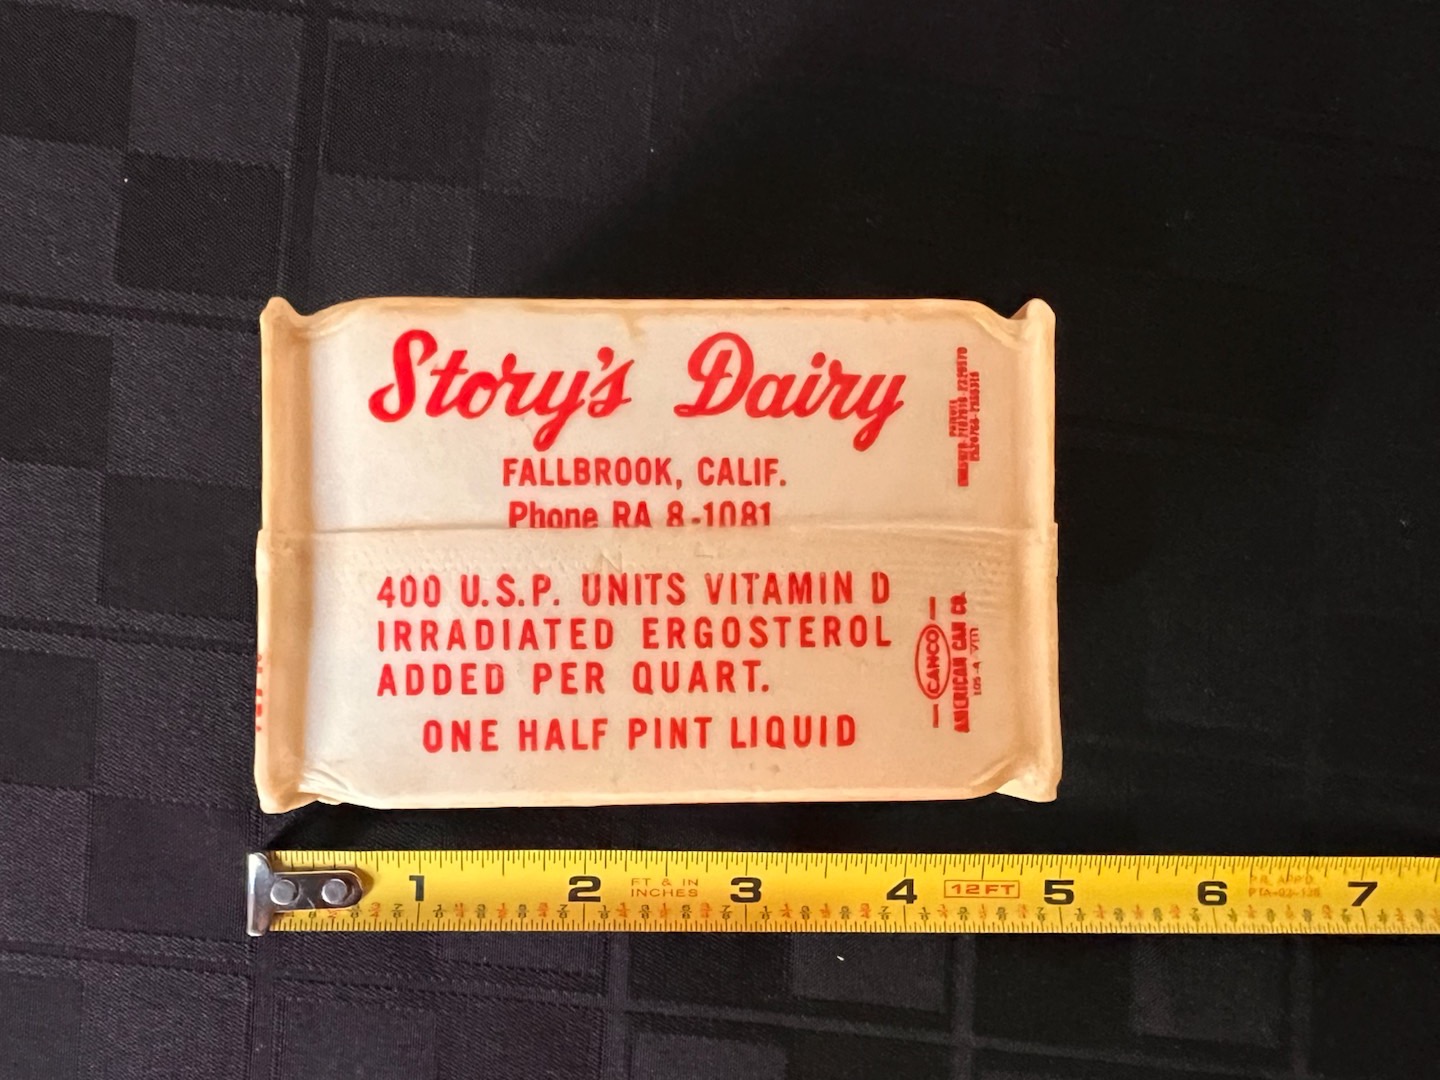 Story's Dairy
FALLBROOK, CALIF.
Phone RA 8-1081
400 U.S.P. UNITS VITAMIN D
IRRADIATED ERGOSTEROL
ADDED PER QUART.
ONE HALF PINT LIQUID
CANCO
AMERICAN CAN CO.
1 2 FT & IN
INCHES 3 4 12FT 5 6 7